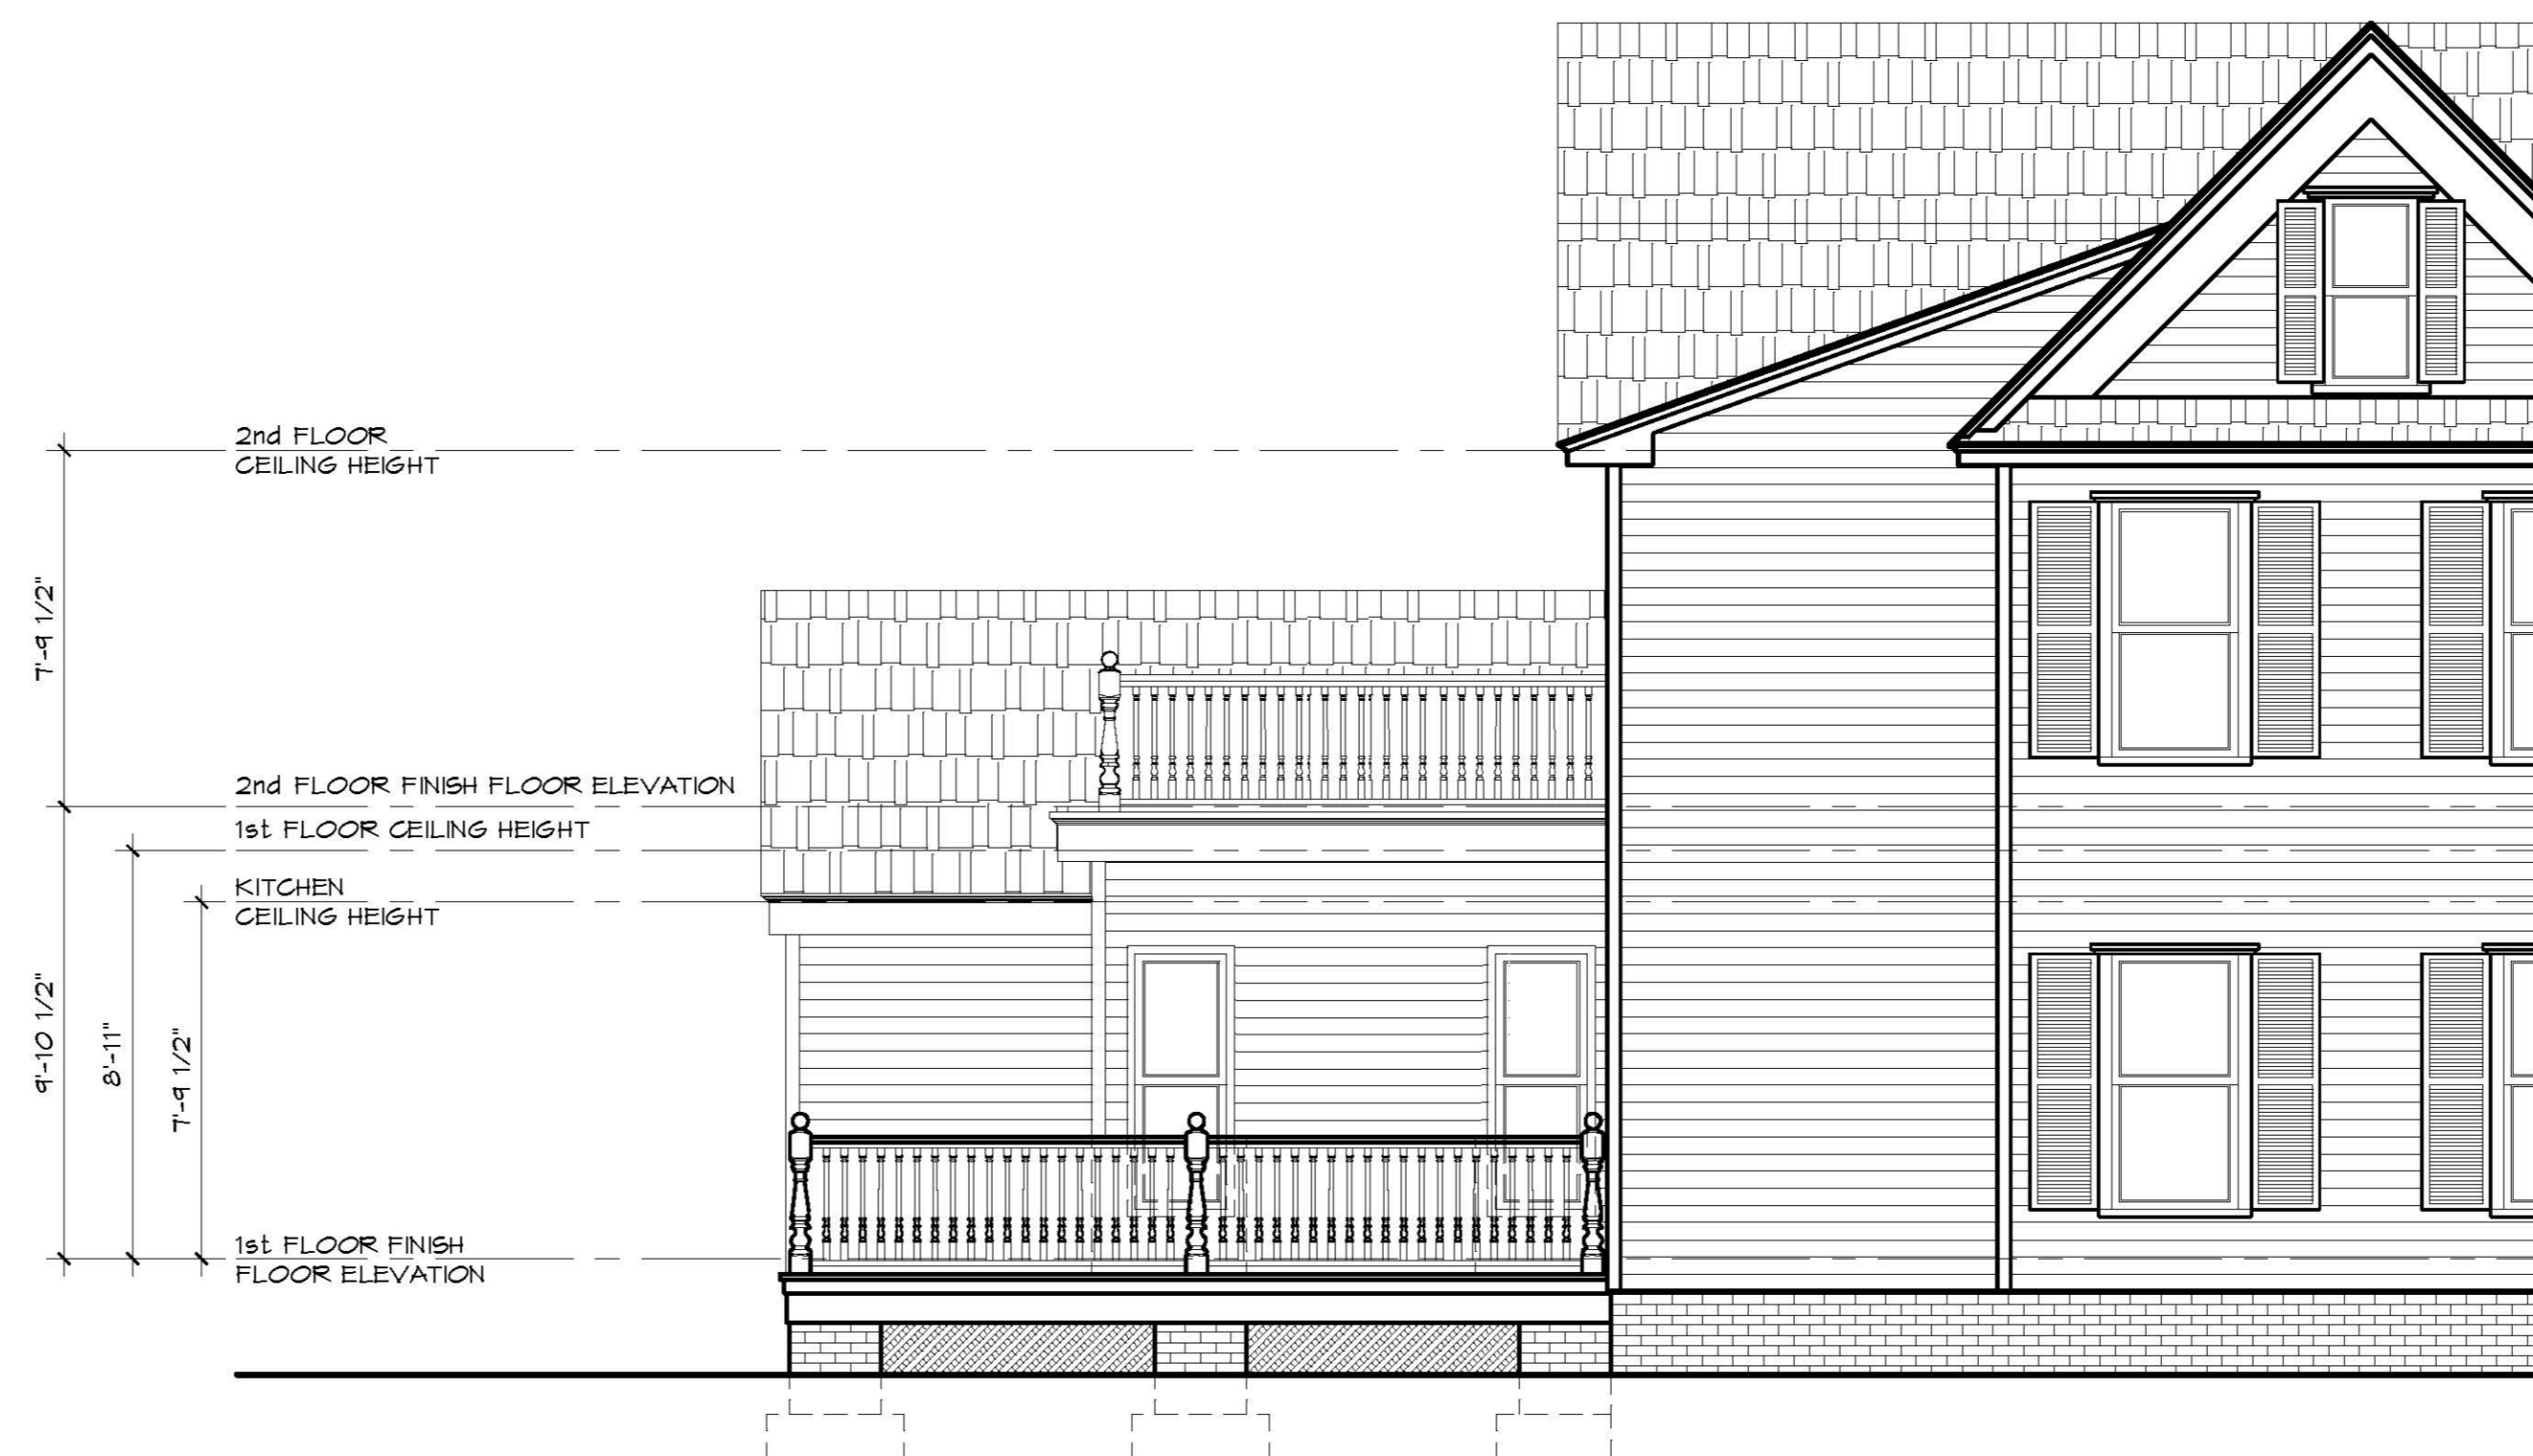 2nd FLOOR
CEILING HEIGHT
7'-9 1/2"
2nd FLOOR FINISH FLOOR ELEVATION
1st FLOOR CEILING HEIGHT
KITCHEN
CEILING HEIGHT
9'-10 1/2"
8'-11"
7'-9 1/2"
1st FLOOR FINISH
FLOOR ELEVATION